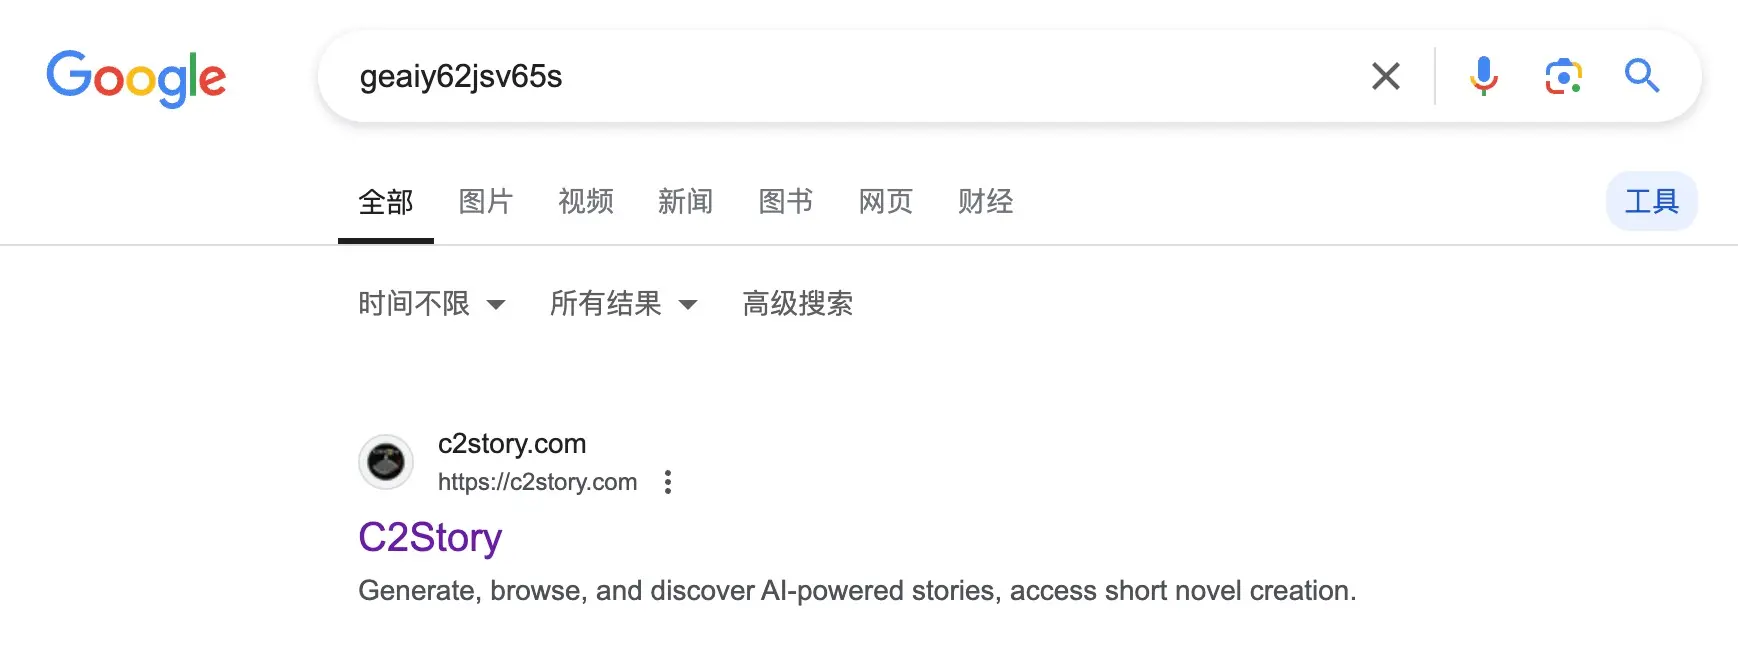 Google
geaiy62jsv65s
全部 图片 视频 新闻 图书 网页 财经 工具
时间不限 所有结果 高级搜索
c2story.com
https://c2story.com
C2Story
Generate, browse, and discover AI-powered stories, access short novel creation.